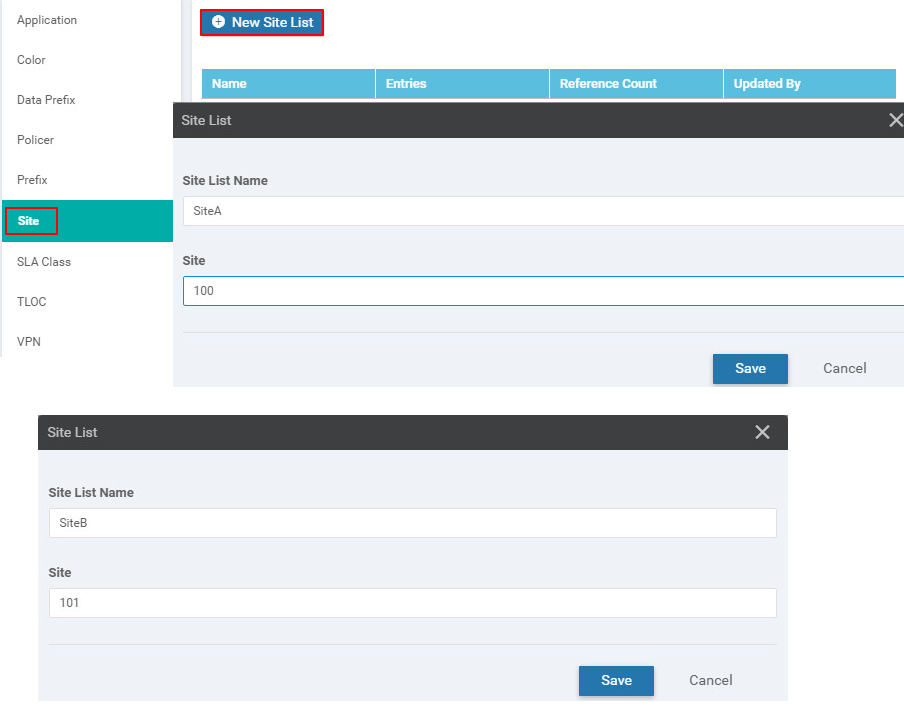 Application
Color
Data Prefix
Policer
Prefix
Site
SLA Class
TLOC
VPN
New Site List
Name Entries Reference Count Updated By
Site List
Site List Name
SiteA
Site
100
Save Cancel
Site List
Site List Name
SiteB
Site
101
Save Cancel